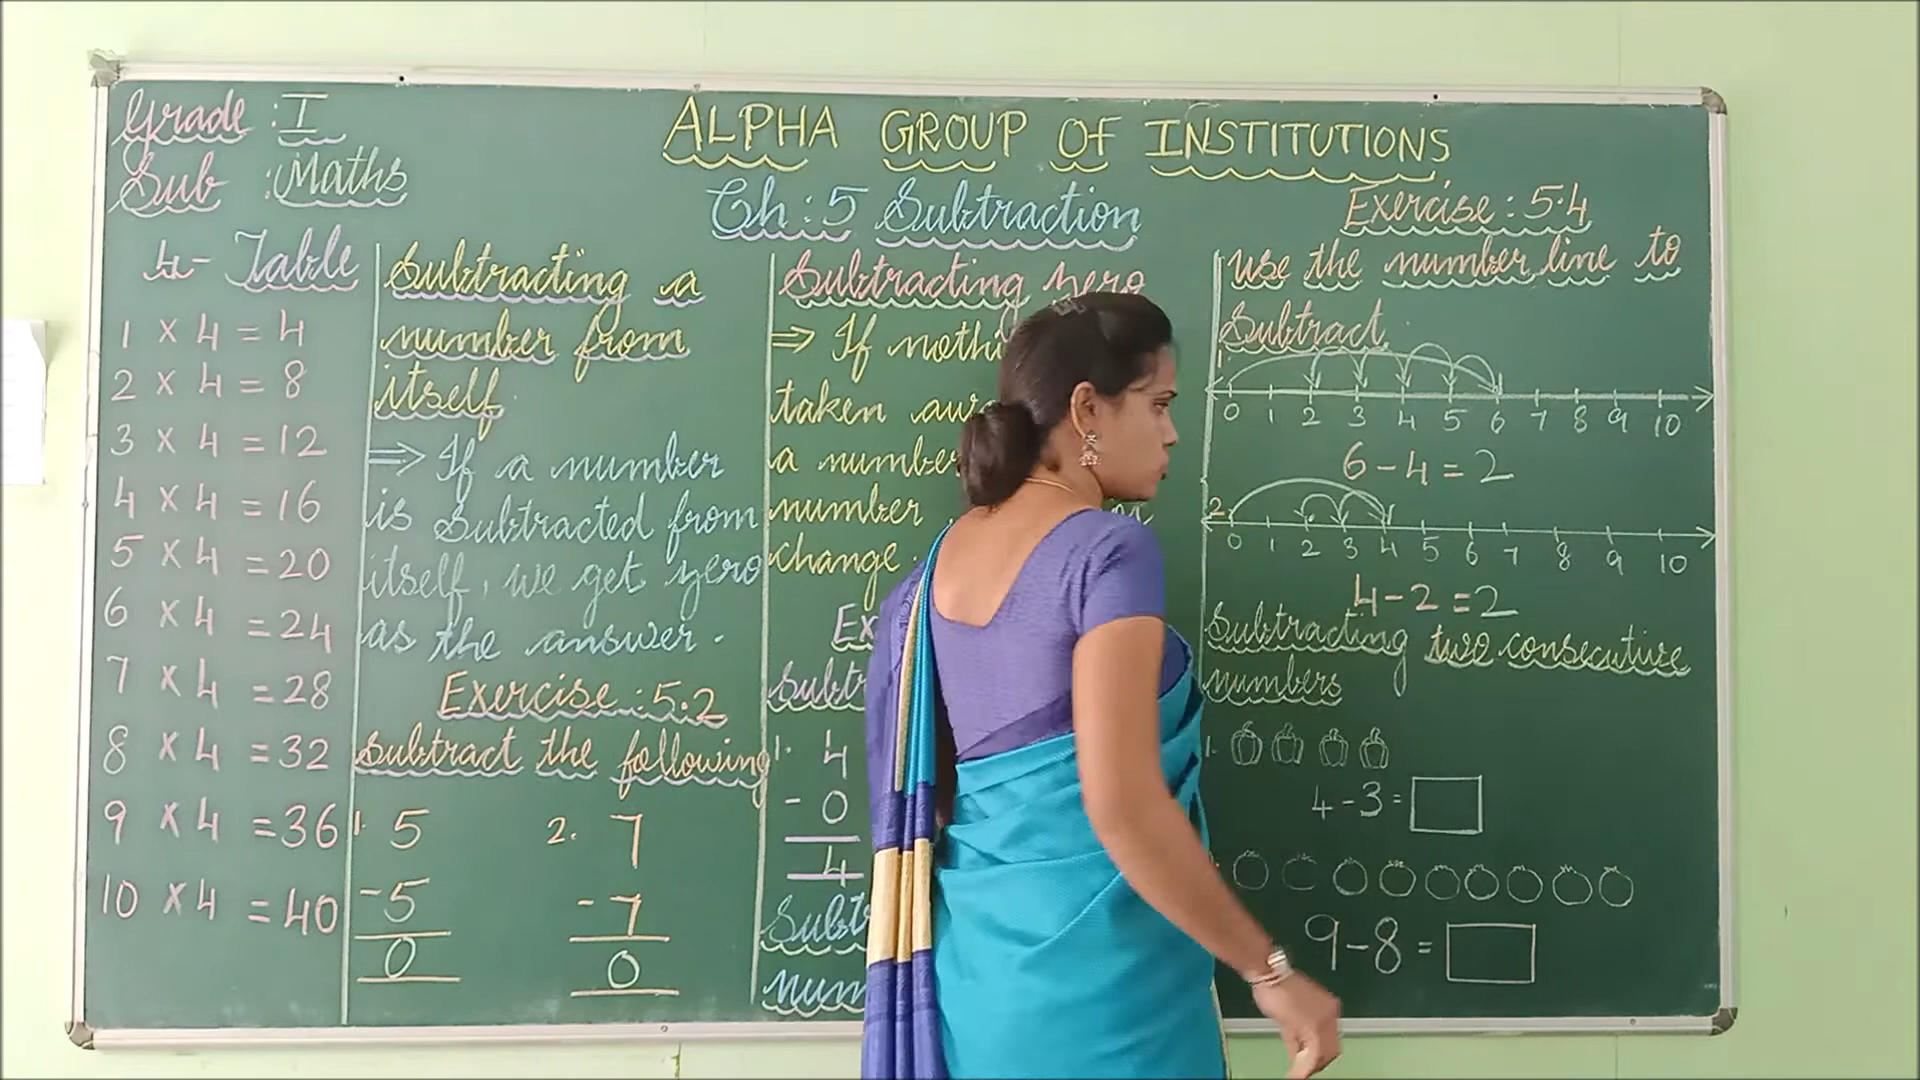 Grade : I
Sub : Maths
ALPHA GROUP OF INSTITUTIONS
Ch : 5 Subtraction
4 - Table
1 x 4 = 4
2 x 4 = 8
3 x 4 = 12
4 x 4 = 16
5 x 4 = 20
6 x 4 = 24
7 x 4 = 28
8 x 4 = 32
9 x 4 = 36
10 x 4 = 40
Subtracting a
number from
itself
⇒ If a number
is Subtracted from
itself, we get zero
as the answer.
Exercise : 5.2
Subtract the following
1. 5 2. 7
-5 -7
0 0
Subtracting zero
⇒ If
taken
a number
number
change.
1. 4
- 0
4
Exercise : 5.4
Use the number line to
Subtract.
1
0 1 2 3 4 5 6 7 8 9 10
6 - 4 = 2
2.
0 1 2 3 4 5 6 7 8 9 10
4 - 2 = 2
Subtracting two consecutive
numbers
1.
4 - 3 =
9 - 8 =